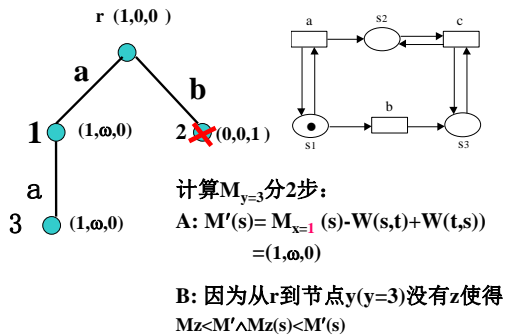 r (1,0,0 )
a
b
1
(1,ω,0)
2
(0,0,1)
a
3
(1,ω,0)
a
s2
c
b
s1
s3
计算My=3分2步：
A: M′(s)= Mx=1 (s)-W(s,t)+W(t,s))
=(1,ω,0)
B: 因为从r到节点y(y=3)没有z使得
Mz<M′∧Mz(s)<M′(s)